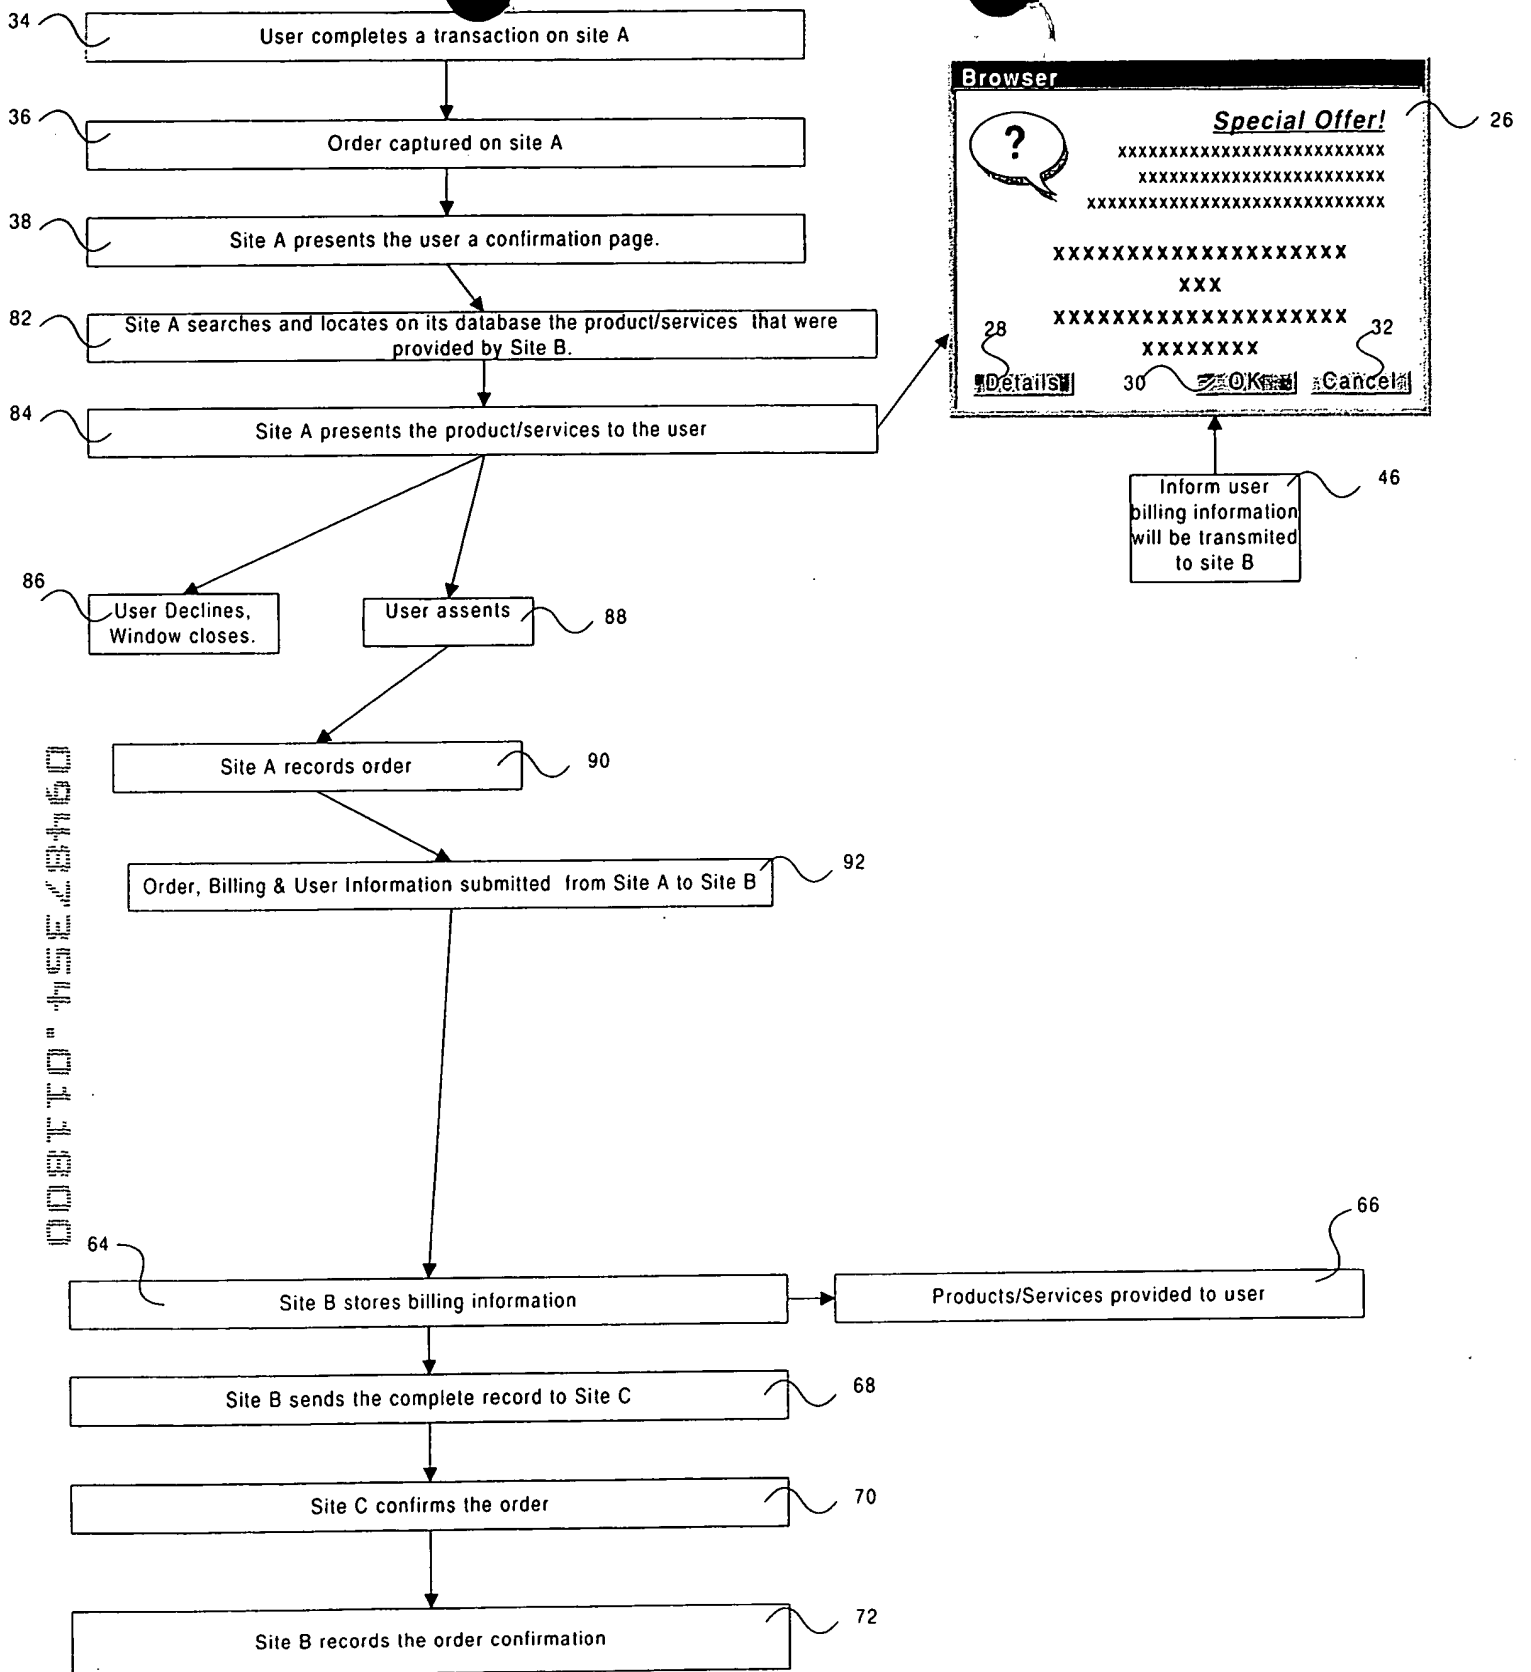 34
User completes a transaction on site A
36
Order captured on site A
38
Site A presents the user a confirmation page.
82
Site A searches and locates on its database the product/services that were
provided by Site B.
84
Site A presents the product/services to the user
Browser
26
?
Special Offer!
xxxxxxxxxxxxxxxxxxxxxxxxxx
xxxxxxxxxxxxxxxxxxxxxxxx
xxxxxxxxxxxxxxxxxxxxxxxxxxxxx
xxxxxxxxxxxxxxxxxxxx
xxx
xxxxxxxxxxxxxxxxxxxx
xxxxxxxx
28
32
Details
30
OK
Cancel
46
Inform user
billing information
will be transmited
to site B
86
User Declines,
Window closes.
User assents
88
Site A records order
90
Order, Billing & User Information submitted from Site A to Site B
92
64
Site B stores billing information
66
Products/Services provided to user
Site B sends the complete record to Site C
68
Site C confirms the order
70
Site B records the order confirmation
72